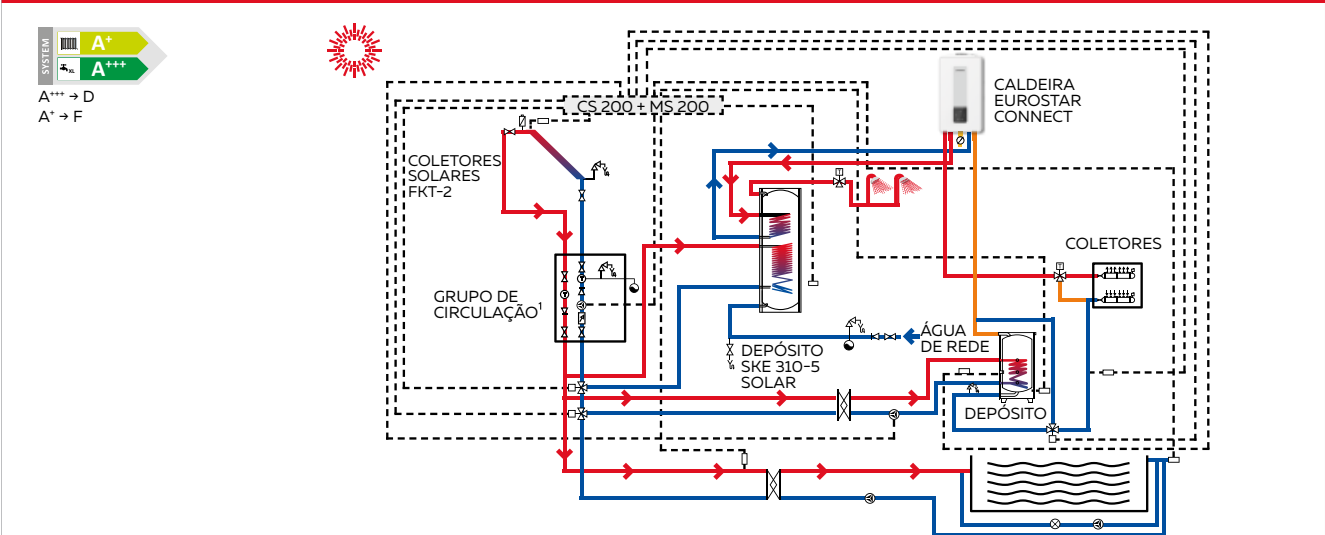 SYSTEM
A+
XL
A+++
A+++ → D
A+ → F
CS 200 + MS 200
CALDEIRA
EUROSTAR
CONNECT
COLETORES
SOLARES
FKT-2
COLETORES
GRUPO DE
CIRCULAÇÃO¹
ÁGUA
DE REDE
DEPÓSITO
SKE 310-5
SOLAR
DEPÓSITO